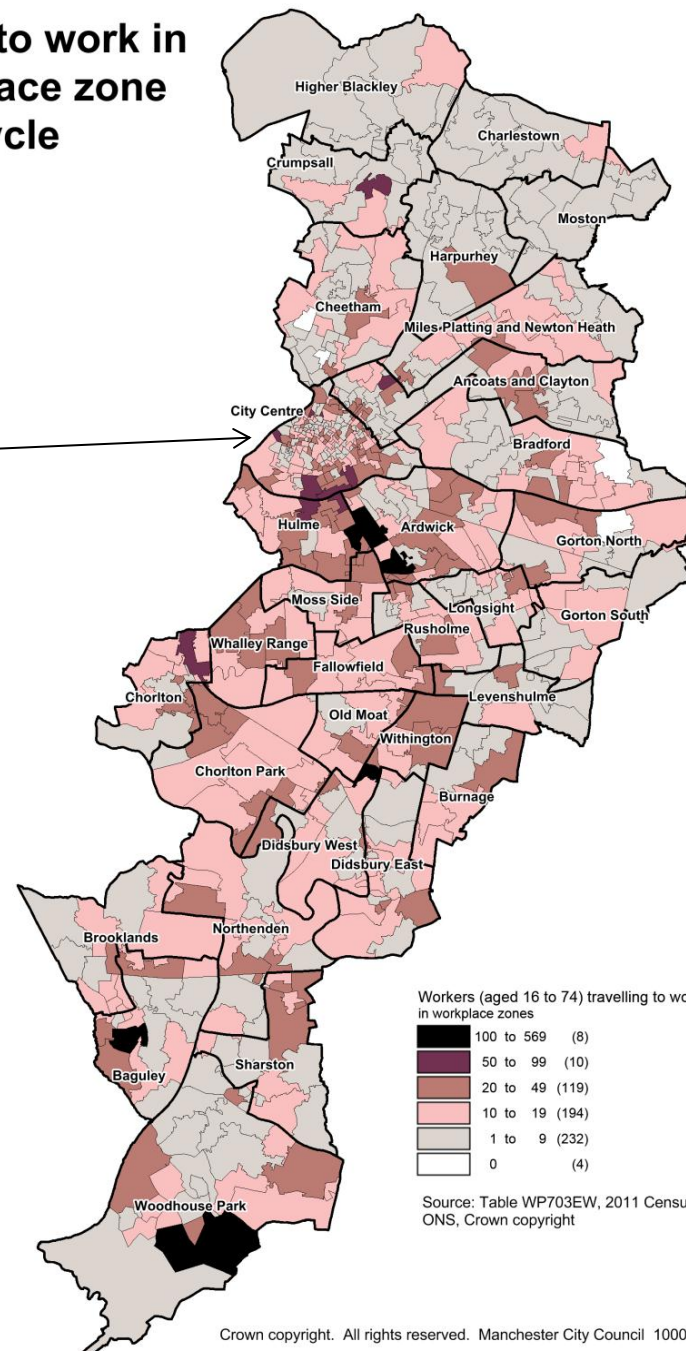 to work in
ace zone
cycle
Higher Blackley
Charlestown
Crumpsall
Moston
Harpurhey
Cheetham
Miles Platting and Newton Heath
Ancoats and Clayton
City Centre
Bradford
Hulme
Ardwick
Gorton North
Moss Side
Longsight
Gorton South
Rusholme
Whalley Range
Fallowfield
Chorlton
Levenshulme
Old Moat
Withington
Chorlton Park
Burnage
Didsbury West
Didsbury East
Northenden
Brooklands
Sharston
Baguley
Woodhouse Park
Workers (aged 16 to 74) travelling to wo
in workplace zones
100 to 569 (8)
50 to 99 (10)
20 to 49 (119)
10 to 19 (194)
1 to 9 (232)
0 (4)
Source: Table WP703EW, 2011 Censu
ONS, Crown copyright
Crown copyright. All rights reserved. Manchester City Council 1000